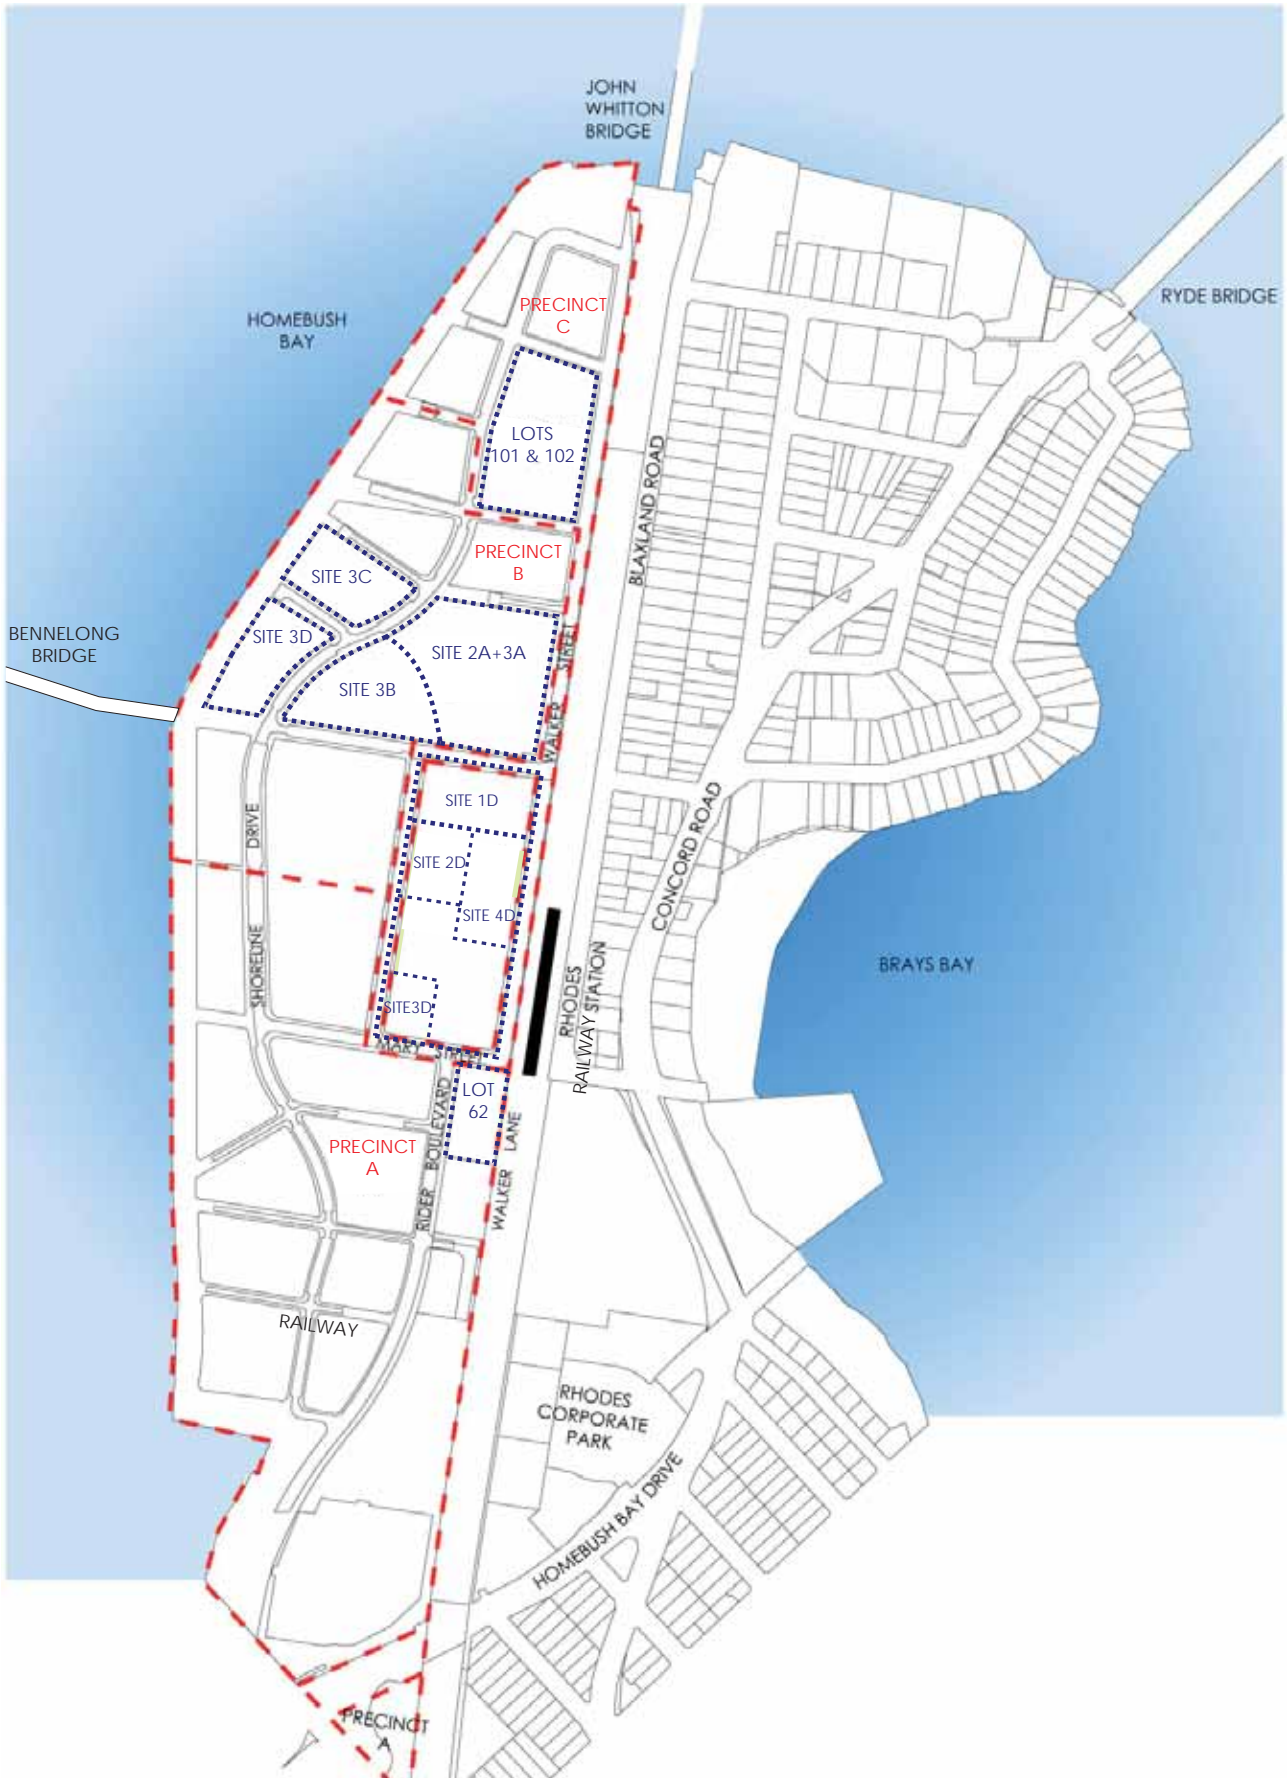 JOHN
WHITTON
BRIDGE
RYDE BRIDGE
HOMEBUSH
BAY
PRECINCT
C
LOTS
101 & 102
BLAXLAND ROAD
PRECINCT
B
SITE 3C
SITE 3D
BENNELONG
BRIDGE
SITE 2A+3A
SITE 3B
WALKER STREET
SITE 1D
SHORELINE DRIVE
CONCORD ROAD
SITE 2D
SITE 4D
BRAYS BAY
RHODES
RAILWAY STATION
SITE3D
MARY STREET
LOT
62
PRECINCT
A
RIDER BOULEVARD
WALKER LANE
RAILWAY
RHODES
CORPORATE
PARK
HOMEBUSH BAY DRIVE
PRECINCT
A